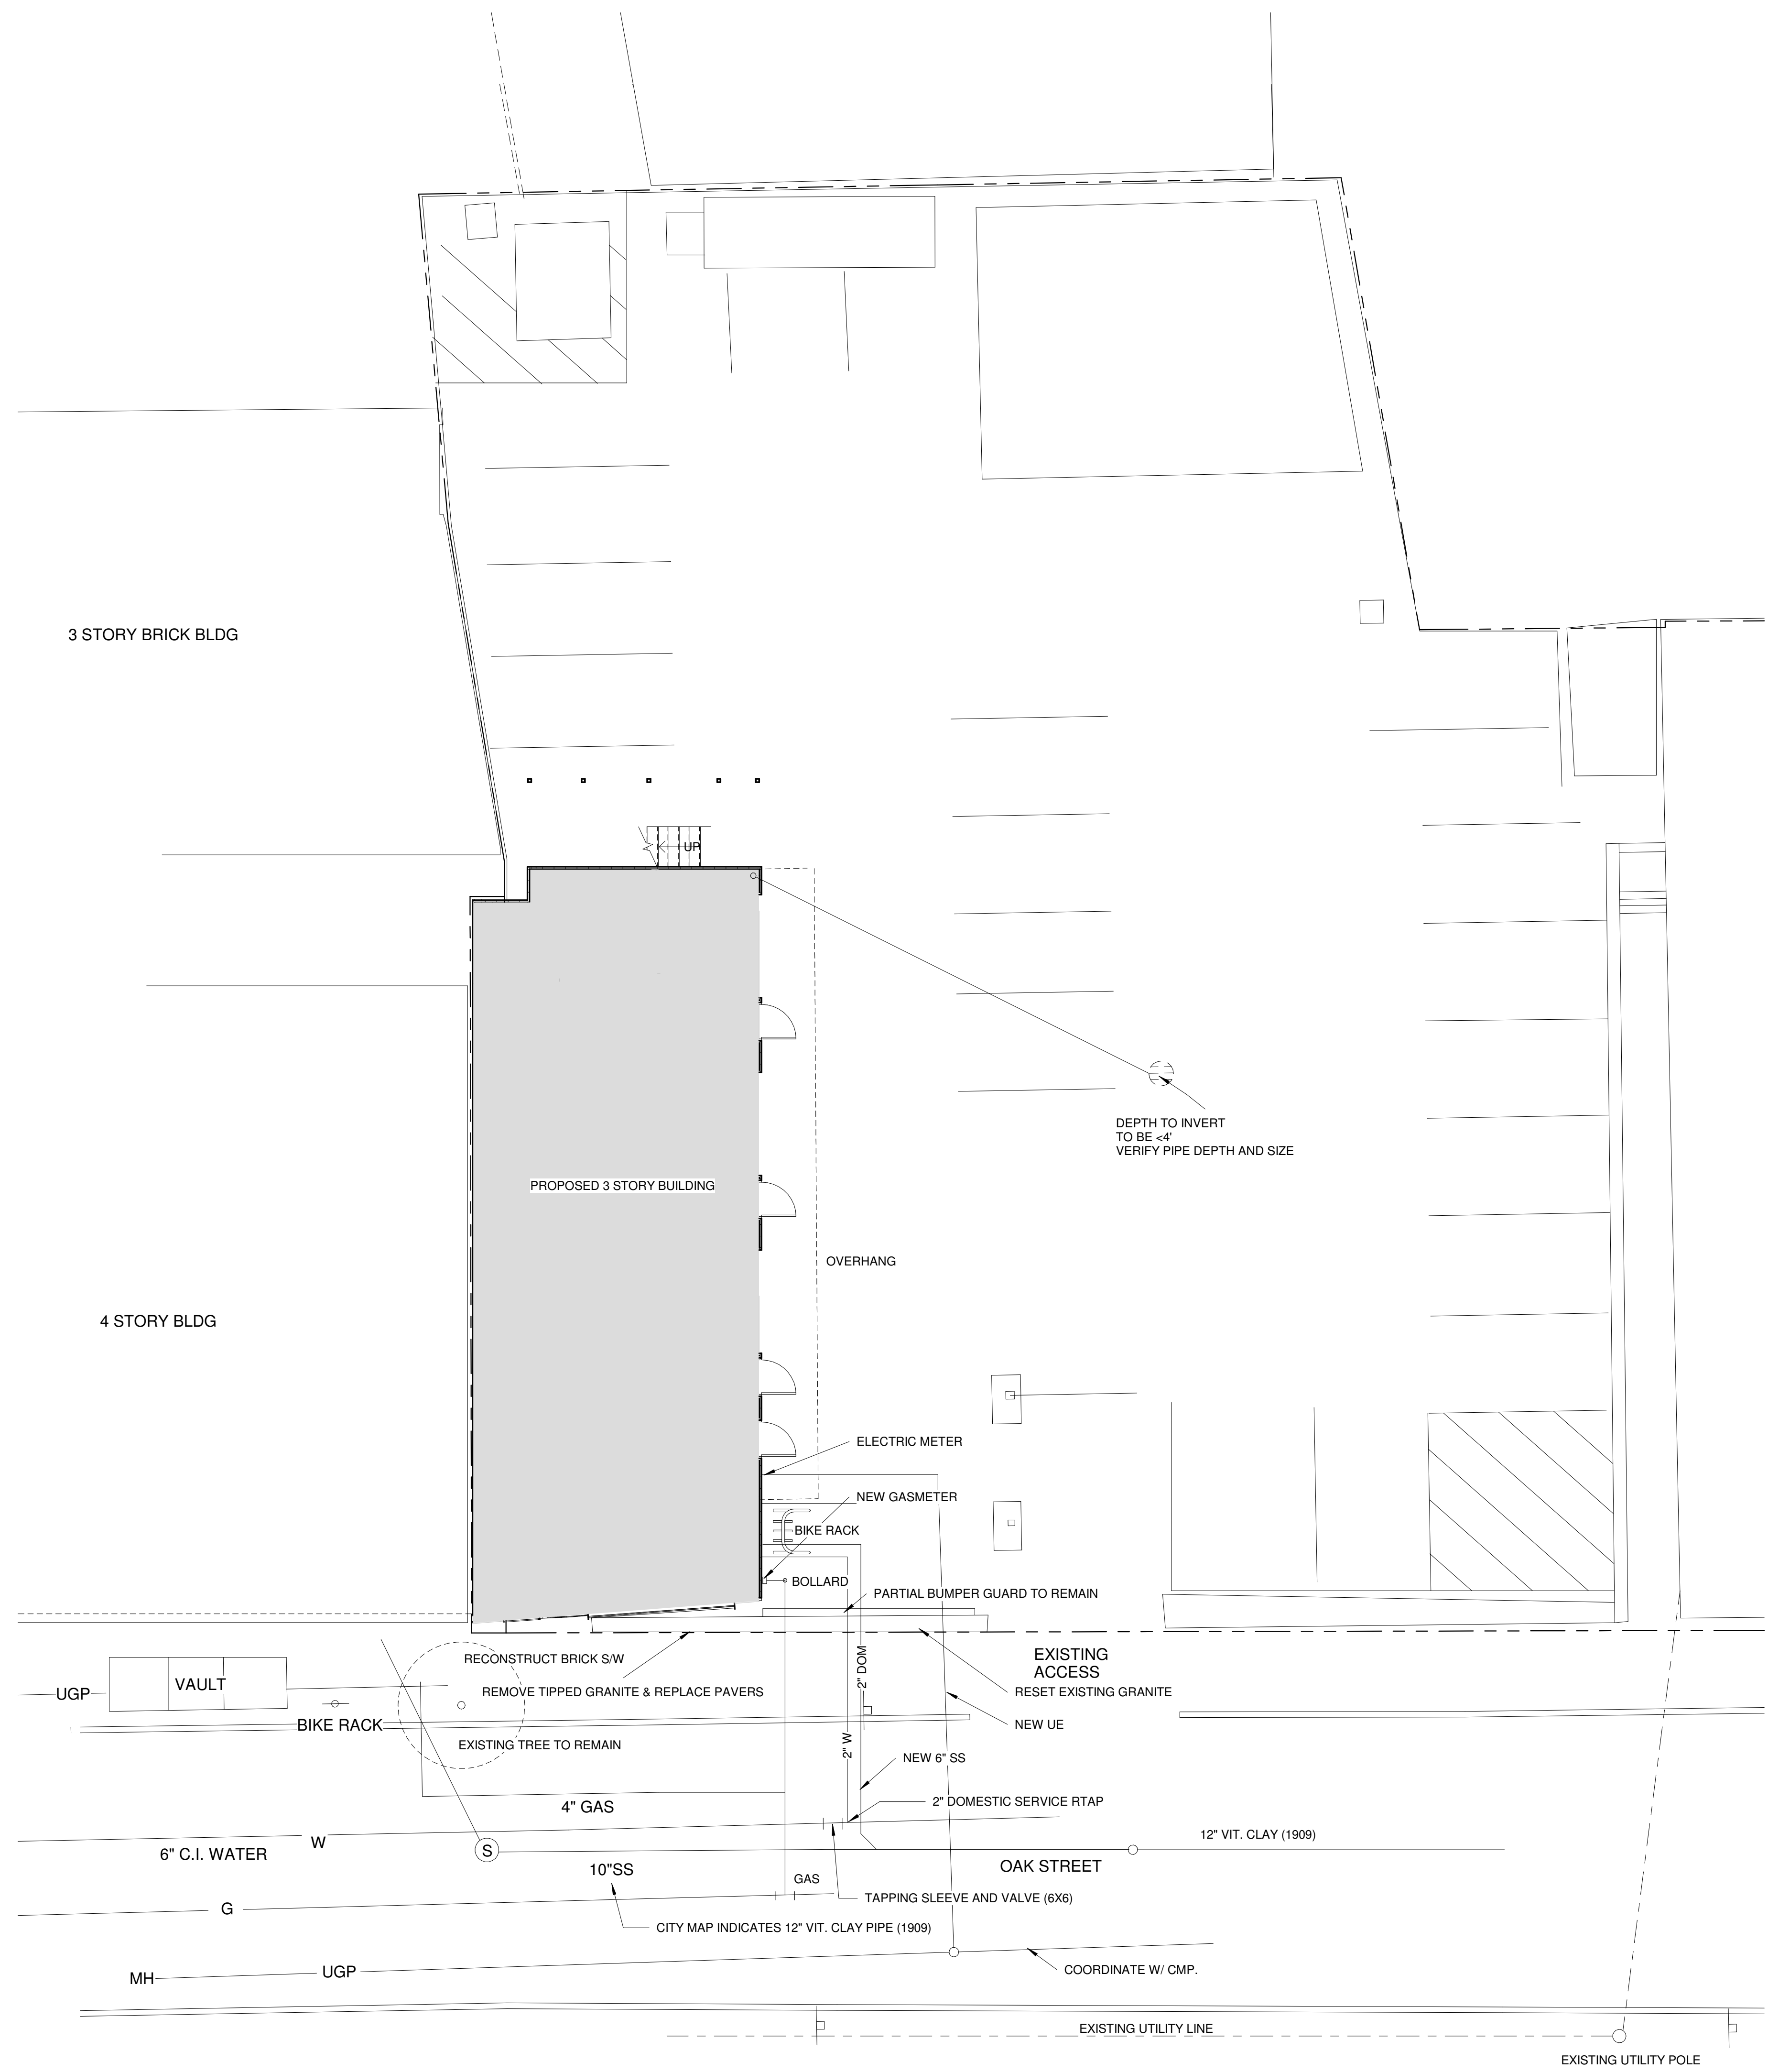 3 STORY BRICK BLDG
UP
DEPTH TO INVERT
TO BE <4'
VERIFY PIPE DEPTH AND SIZE
PROPOSED 3 STORY BUILDING
OVERHANG
4 STORY BLDG
ELECTRIC METER
NEW GASMETER
BIKE RACK
BOLLARD
PARTIAL BUMPER GUARD TO REMAIN
RECONSTRUCT BRICK S/W
EXISTING
ACCESS
2" DOM
VAULT
UGP
REMOVE TIPPED GRANITE & REPLACE PAVERS
RESET EXISTING GRANITE
BIKE RACK
NEW UE
EXISTING TREE TO REMAIN
2" W
NEW 6" SS
4" GAS
2" DOMESTIC SERVICE RTAP
W
6" C.I. WATER
S
12" VIT. CLAY (1909)
10"SS
OAK STREET
GAS
TAPPING SLEEVE AND VALVE (6X6)
G
CITY MAP INDICATES 12" VIT. CLAY PIPE (1909)
MH
UGP
COORDINATE W/ CMP.
EXISTING UTILITY LINE
EXISTING UTILITY POLE